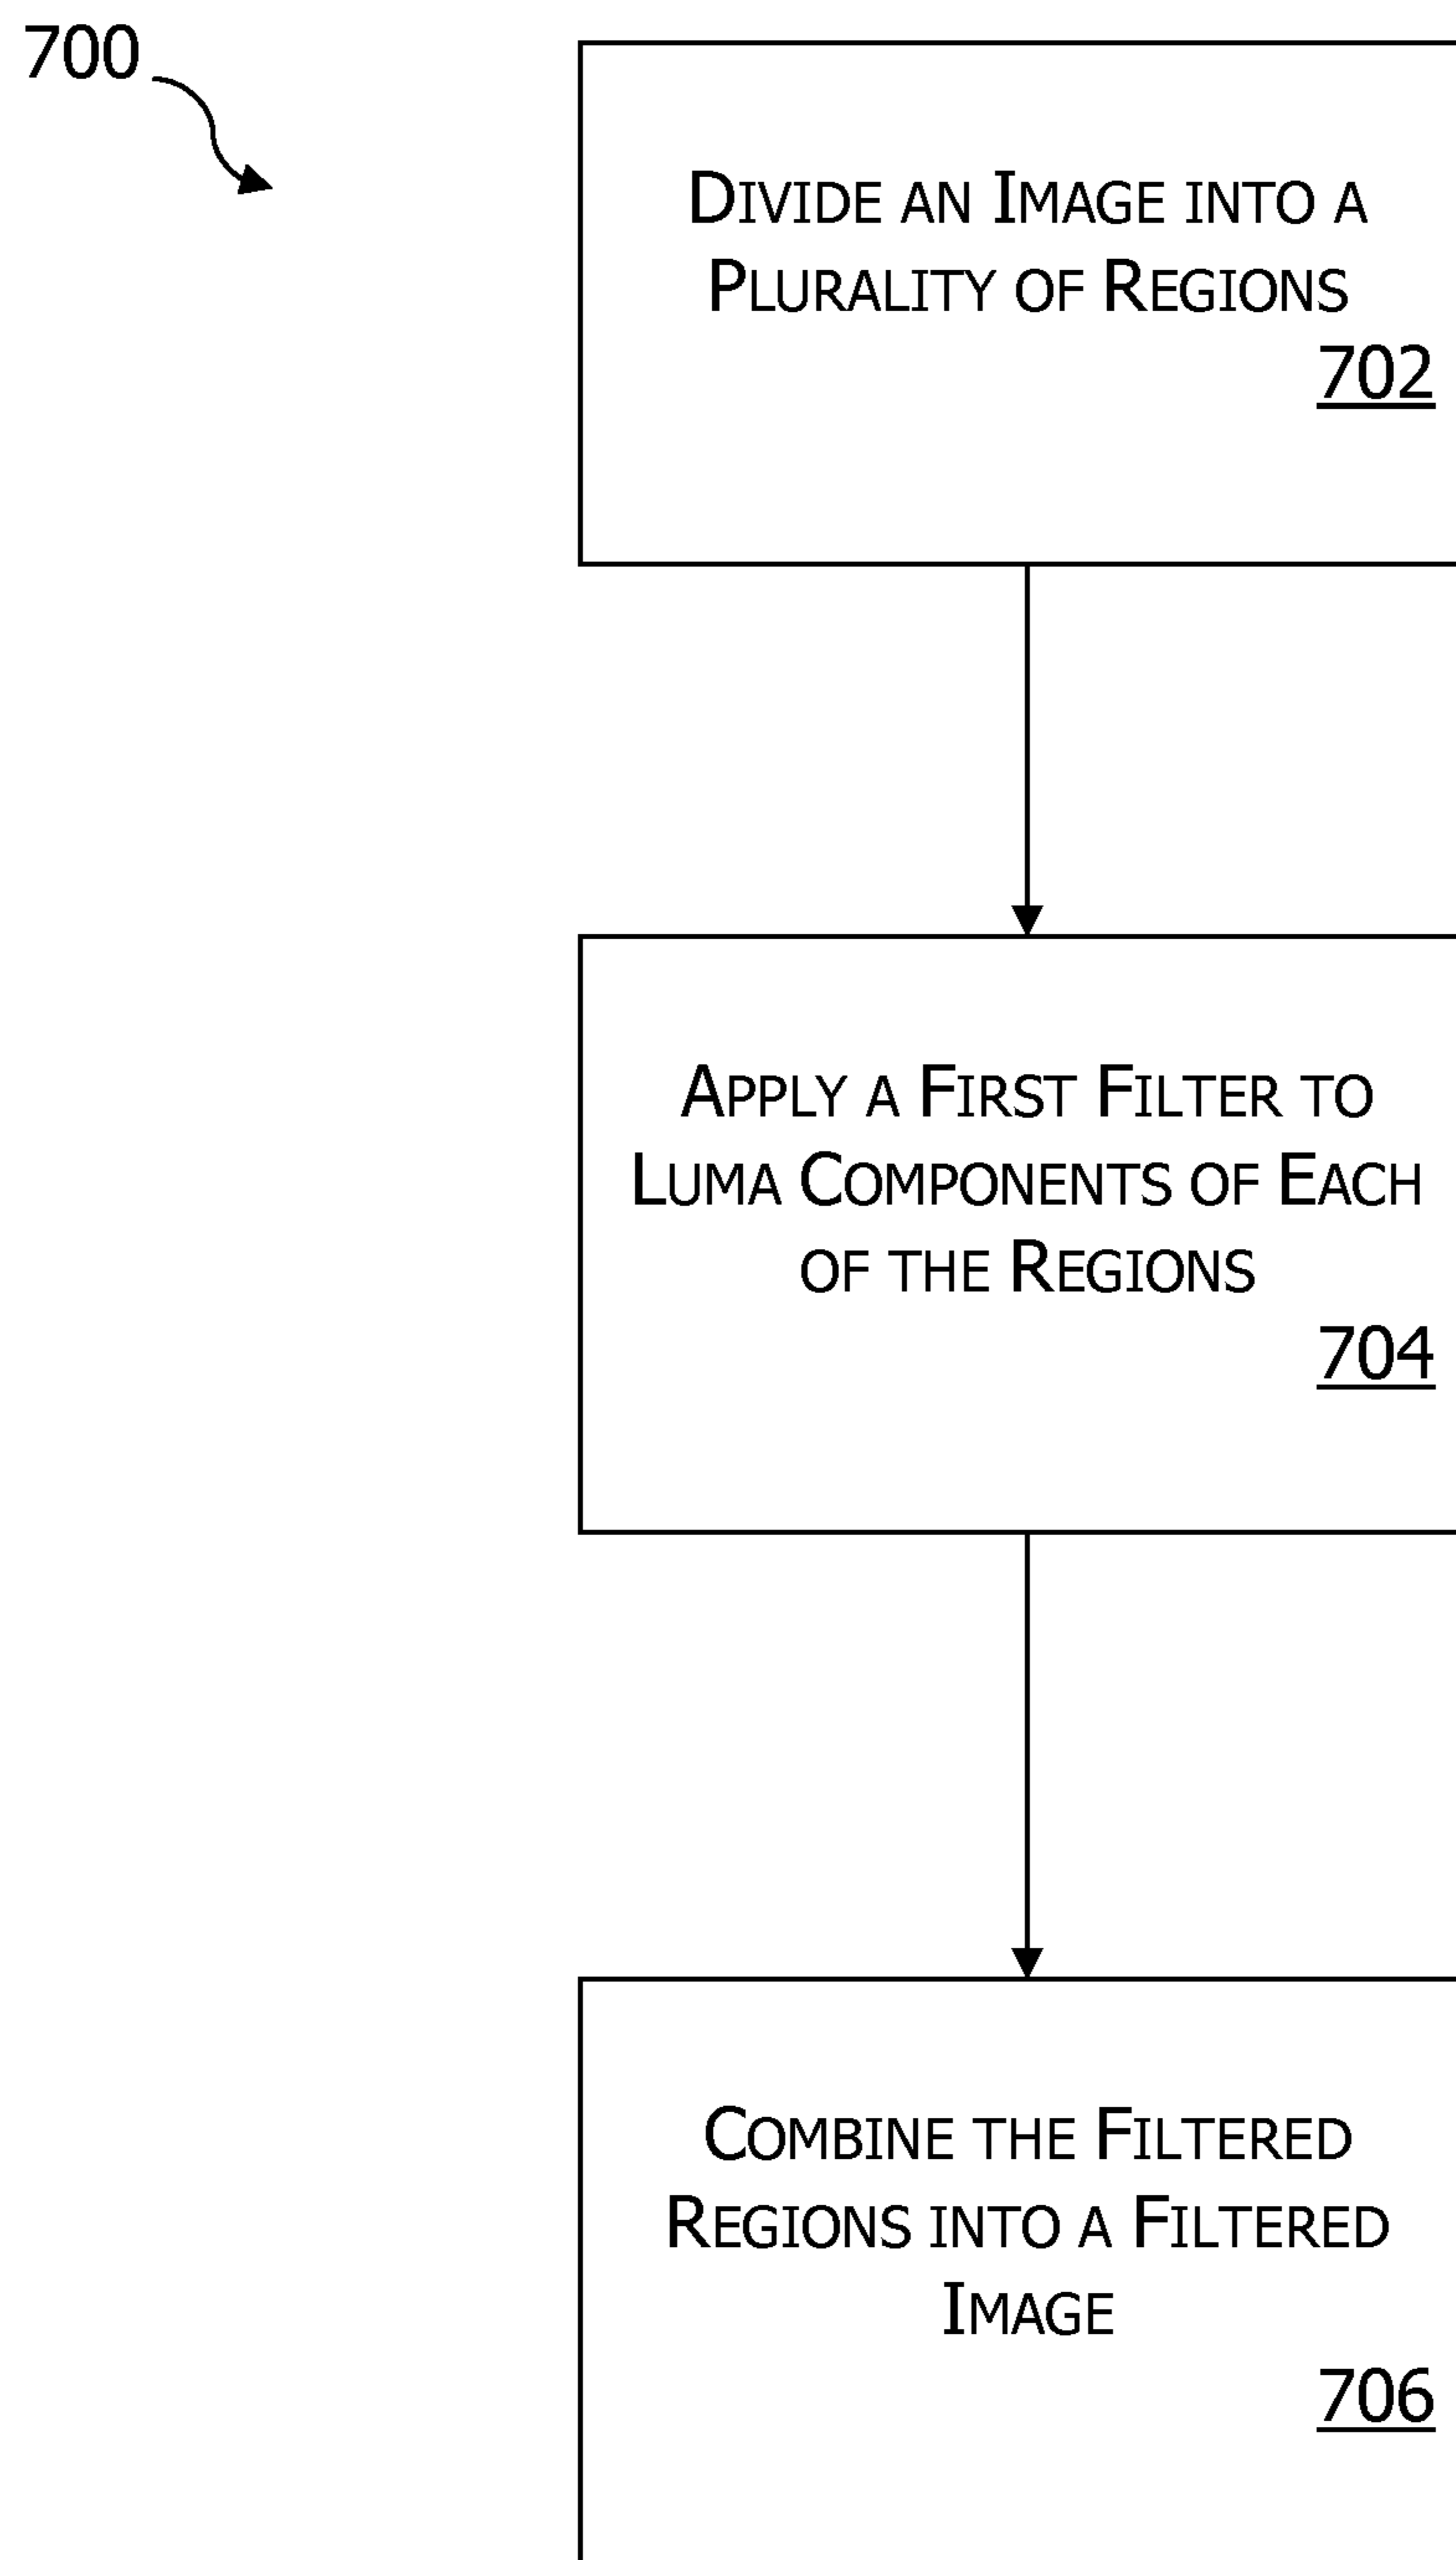 700
Divide an Image into a
Plurality of Regions
702
Apply a First Filter to
Luma Components of Each
of the Regions
704
Combine the Filtered
Regions into a Filtered
Image
706